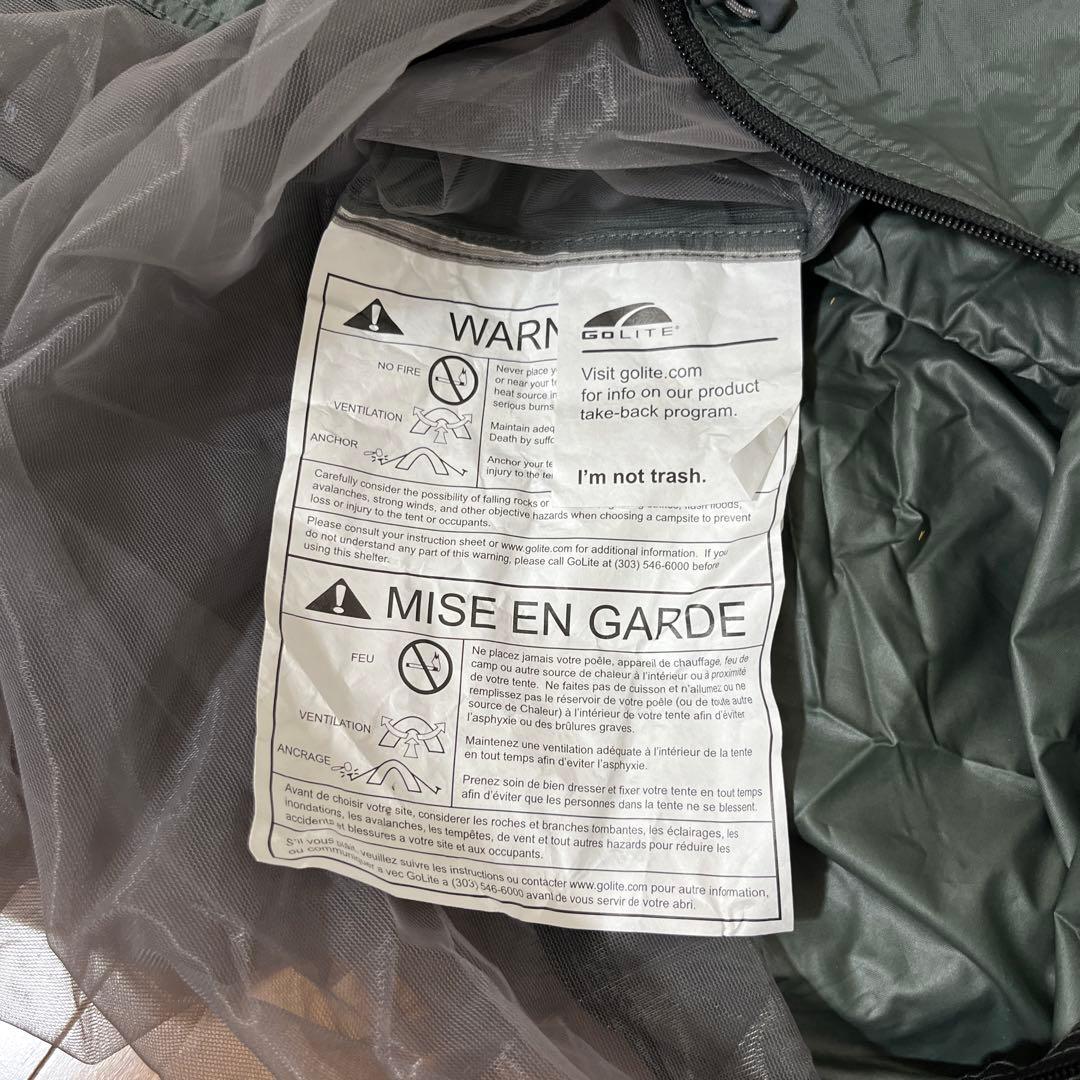 WARN
NO FIRE
VENTILATION
ANCHOR
Never place y
or near your t
heat source in
serious burns
Maintain adeq
Death by suffo
Anchor your te
injury to the te
GoLITE®
Visit golite.com
for info on our product
take-back program.
I'm not trash.
Carefully consider the possibility of falling rocks or floods,
avalanches, strong winds, and other objective hazards when choosing a campsite to prevent
loss or injury to the tent or occupants.
Please consult your instruction sheet or www.golite.com for additional information. If you
do not understand any part of this warning, please call GoLite at (303) 546-6000 before
using this shelter.
MISE EN GARDE
FEU
VENTILATION
ANCRAGE
Ne placez jamais votre poêle, appareil de chauffage, feu de
camp ou autre source de chaleur à l'intérieur ou à proximité
de votre tente. Ne faites pas de cuisson et n'allumez ou ne
remplissez pas le réservoir de votre poêle (ou de toute autre
source de Chaleur) à l'intérieur de votre tente afin d'éviter
l'asphyxie ou des brûlures graves.
Maintenez une ventilation adéquate à l'intérieur de la tente
en tout temps afin d'eviter l'asphyxie.
Prenez soin de bien dresser et fixer votre tente en tout temps
afin d'éviter que les personnes dans la tente ne se blessent.
Avant de choisir votre site, considerer les roches et branches tombantes, les éclairages, les
inondations, les avalanches, les tempêtes, de vent et tout autres hazards pour réduire les
accidents et blessures a votre site et aux occupants.
S'il vous plait, veuillez suivre les instructions ou contacter www.golite.com pour autre information,
ou communiquer a vec GoLite a (303) 546-6000 avant de vous servir de votre abri.